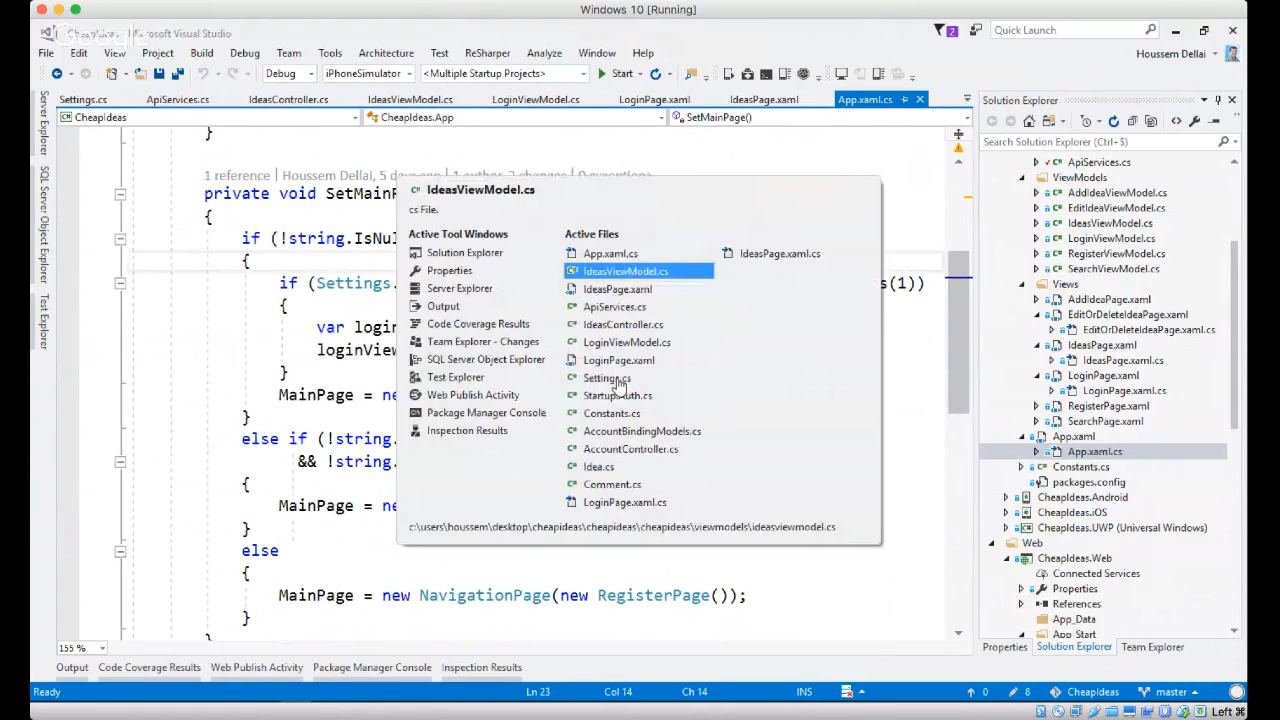 Windows 10 [Running]
Google
Microsoft Visual Studio
2
Quick Launch
File Edit View Project Build Debug Team Tools Architecture Test ReSharper Analyze Window Help
Houssem Dellai
Debug iPhoneSimulator <Multiple Startup Projects> Start
Settings.cs ApiServices.cs IdeasController.cs IdeasViewModel.cs LoginViewModel.cs LoginPage.xaml IdeasPage.xaml App.xaml.cs
CheapIdeas CheapIdeas.App SetMainPage()
Server Explorer
SQL Server Object Explorer
Test Explorer
}
1 reference | Houssem Dellai, 5 days ago | 1 author, 2 changes | 0 exceptions
private void SetMainP
{
if (!string.IsNul
{
if (Settings. s(1))
{
var login
loginView
}
MainPage = ne
}
else if (!string.
&& !string.
{
MainPage = ne
}
else
{
MainPage = new NavigationPage(new RegisterPage());
}
}
IdeasViewModel.cs
cs File.
Active Tool Windows
Solution Explorer
Properties
Server Explorer
Output
Code Coverage Results
Team Explorer - Changes
SQL Server Object Explorer
Test Explorer
Web Publish Activity
Package Manager Console
Inspection Results
Active Files
App.xaml.cs
IdeasViewModel.cs
IdeasPage.xaml
ApiServices.cs
IdeasController.cs
LoginViewModel.cs
LoginPage.xaml
Settings.cs
Startup.Auth.cs
Constants.cs
AccountBindingModels.cs
AccountController.cs
Idea.cs
Comment.cs
LoginPage.xaml.cs
IdeasPage.xaml.cs
c:\users\houssem\desktop\cheapideas\cheapideas\cheapideas\viewmodels\ideasviewmodel.cs
Solution Explorer
Search Solution Explorer (Ctrl+$)
ApiServices.cs
ViewModels
AddIdeaViewModel.cs
EditIdeaViewModel.cs
IdeasViewModel.cs
LoginViewModel.cs
RegisterViewModel.cs
SearchViewModel.cs
Views
AddIdeaPage.xaml
EditOrDeleteIdeaPage.xaml
EditOrDeleteIdeaPage.xaml.cs
IdeasPage.xaml
IdeasPage.xaml.cs
LoginPage.xaml
LoginPage.xaml.cs
RegisterPage.xaml
SearchPage.xaml
App.xaml
App.xaml.cs
Constants.cs
packages.config
CheapIdeas.Android
CheapIdeas.iOS
CheapIdeas.UWP (Universal Windows)
Web
CheapIdeas.Web
Connected Services
Properties
References
App_Data
App_Start
155 %
Properties Solution Explorer Team Explorer
Output Code Coverage Results Web Publish Activity Package Manager Console Inspection Results
Ready Ln 23 Col 14 Ch 14 INS 0 8 CheapIdeas master
Left ⌘